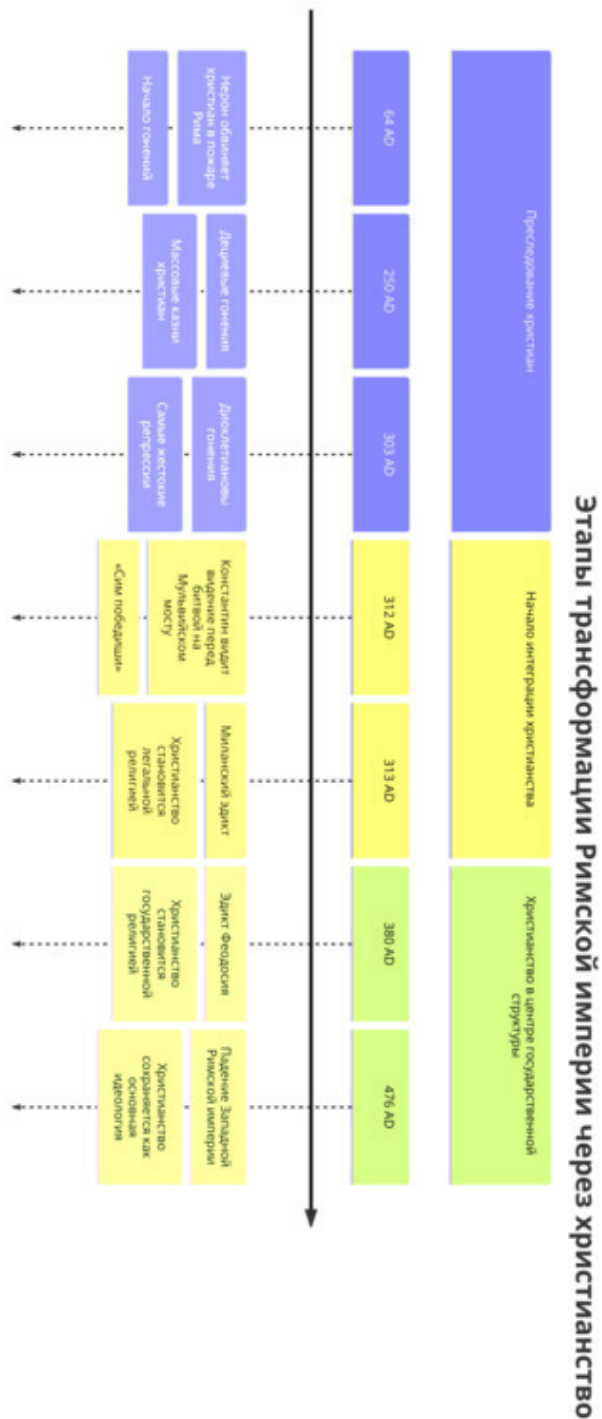 Этапы трансформации Римской империи через христианство
Преследование христиан
Начало интеграции христианства
Христианство в центре государственной
структуры
64 AD
250 AD
303 AD
312 AD
313 AD
380 AD
476 AD
Нерон обвиняет
христиан в пожаре
Рима
Начало гонений
Дециевые гонения
Массовые казни
христиан
Диоклетиановы
гонения
Самые жестокие
репрессии
Константин видит
видение перед
битвой на
Мульвийском
мосту
«Сим победиши»
Миланский эдикт
Христианство
становится
легальной
религией
Эдикт Феодосия
Христианство
становится
государственной
религией
Падение Западной
Римской империи
Христианство
сохраняется как
основная
идеология